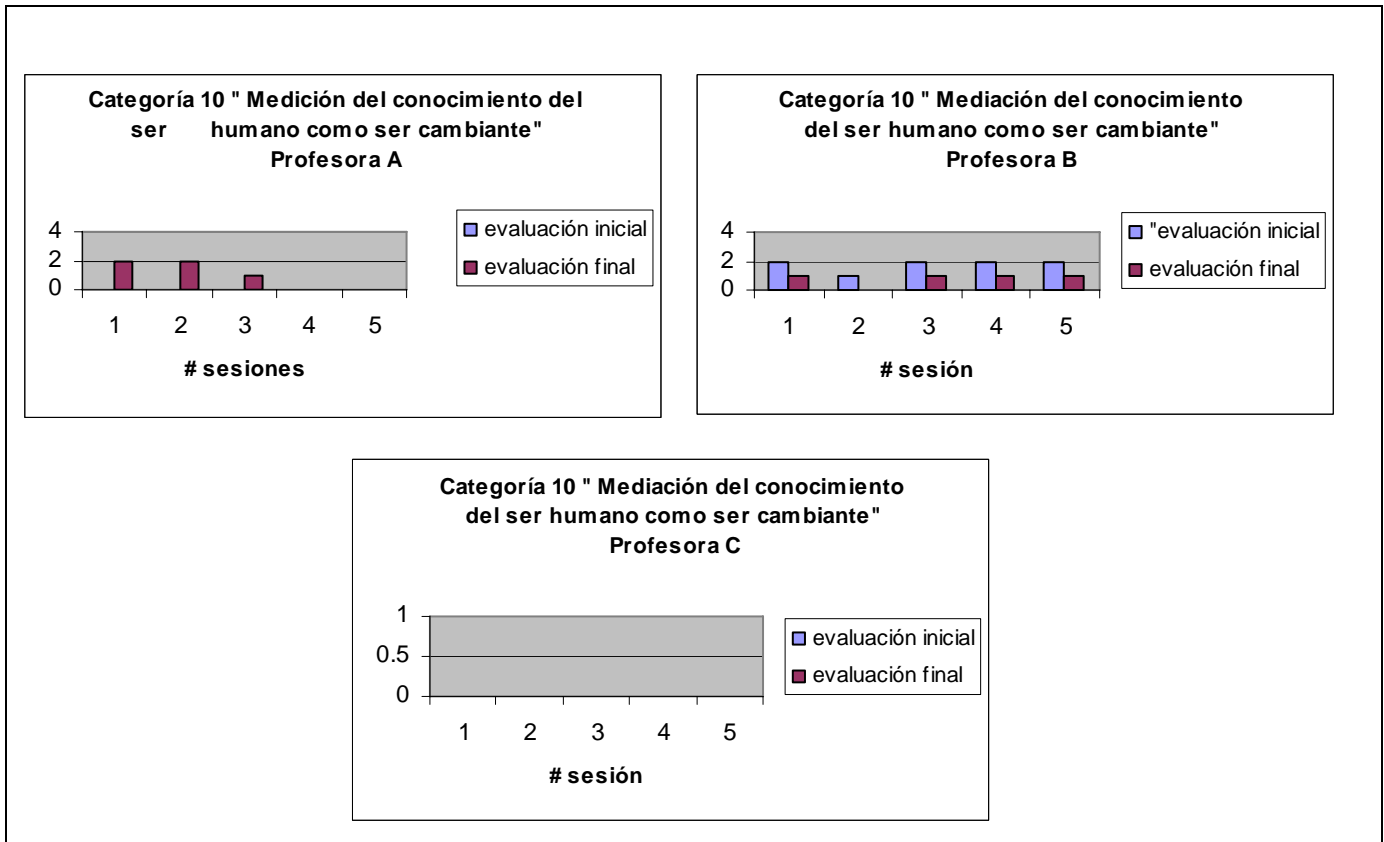 Categoría 10 " Medición del conocimiento del
ser humano como ser cambiante"
Profesora A
4
2
0
1 2 3 4 5
# sesiones
evaluación inicial
evaluación final
Categoría 10 " Mediación del conocimiento
del ser humano como ser cambiante"
Profesora B
4
2
0
1 2 3 4 5
# sesión
"evaluación inicial
evaluación final
Categoría 10 " Mediación del conocimiento
del ser humano como ser cambiante"
Profesora C
1
0.5
0
1 2 3 4 5
# sesión
evaluación inicial
evaluación final